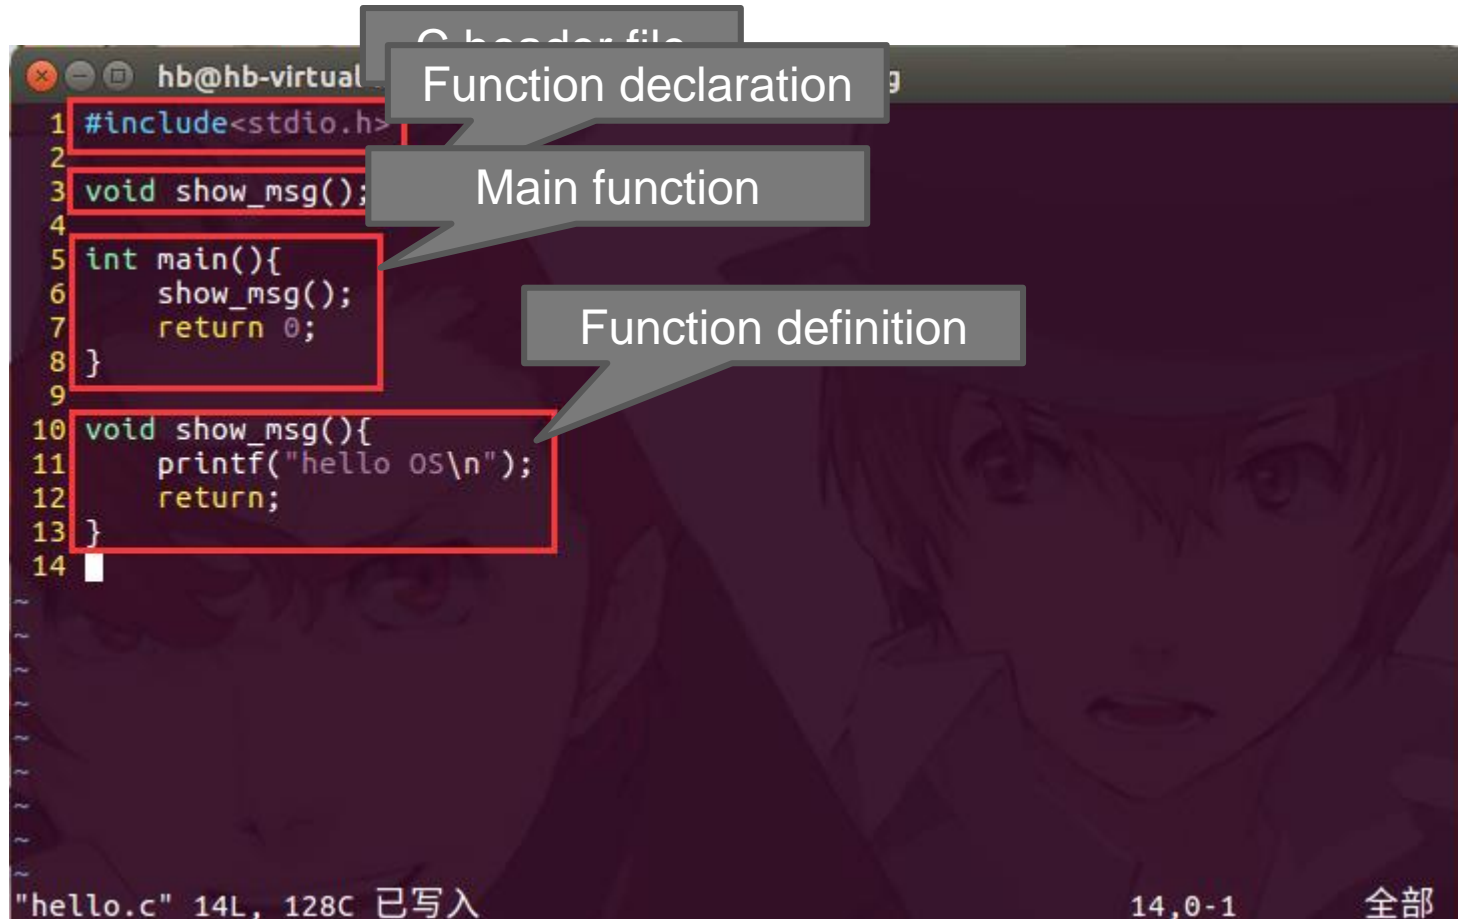 C header file
Function declaration
hb@hb-virtual
1 #include<stdio.h>
2
3 void show_msg();
Main function
4
5 int main(){
6     show_msg();
7     return 0;
Function definition
8 }
9
10 void show_msg(){
11     printf("hello OS\n");
12     return;
13 }
14
~
~
~
~
~
~
~
~
~
"hello.c" 14L, 128C 已写入 14,0-1 全部